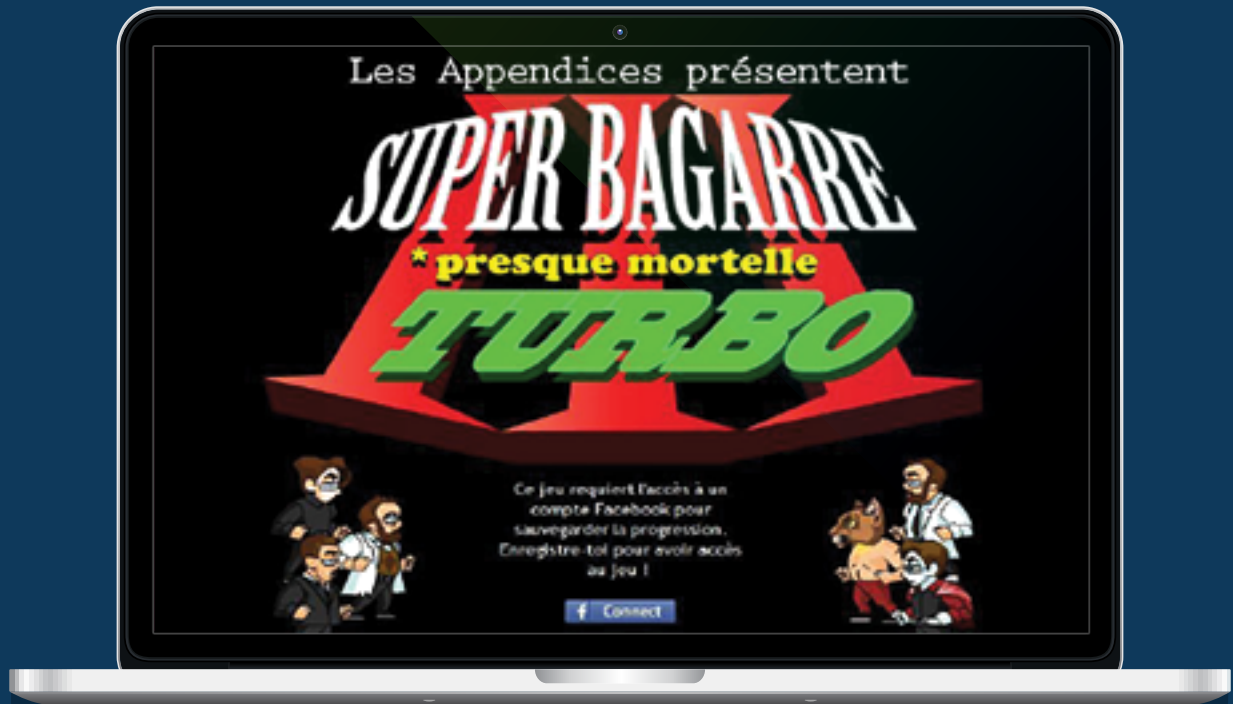 Les Appendices présentent
SUPER BAGARRE
* presque mortelle
TURBO
Ce jeu requiert l'accès à un
compte Facebook pour
sauvegarder la progression.
Enregistre-toi pour avoir accès
au jeu !
f Connect